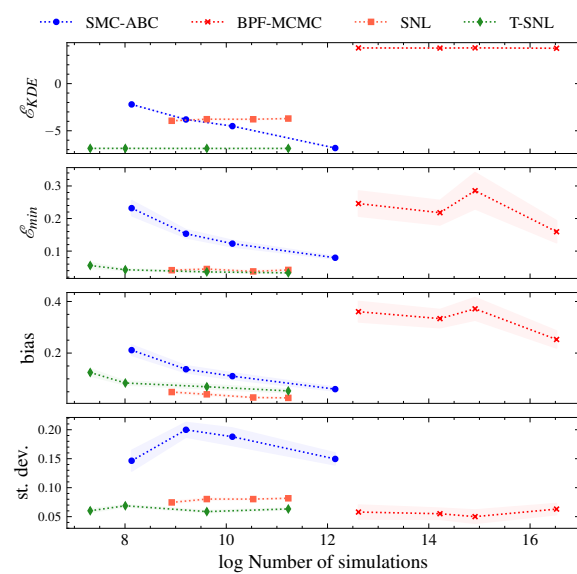 SMC-ABC BPF-MCMC SNL T-SNL
0
−5
ℰKDE
0.3
0.2
0.1
ℰmin
0.4
0.2
bias
0.20
0.15
0.10
0.05
st. dev.
8 10 12 14 16
log Number of simulations